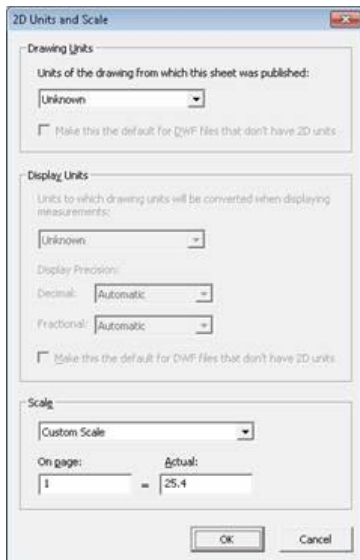 2D Units and Scale
Drawing Units
Units of the drawing from which this sheet was published:
Unknown
Make this the default for DWF files that don't have 2D units
Display Units
Units to which drawing units will be converted when displaying
measurements:
Unknown
Display Precision:
Decimal: Automatic
Fractional: Automatic
Make this the default for DWF files that don't have 2D units
Scale
Custom Scale
On page: Actual:
1 = 25.4
OK Cancel